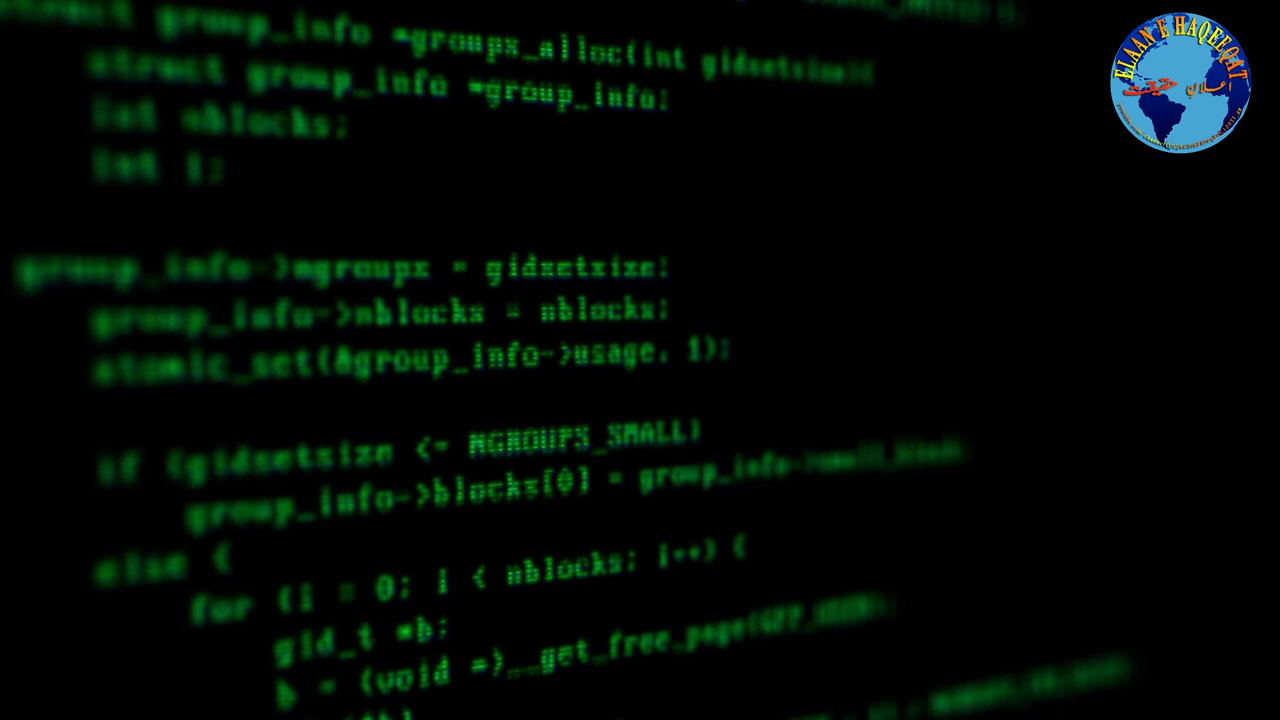 struct group_info *groups_alloc(int gidsetsize){
struct group_info *group_info;
int nblocks;
int i;
group_info->ngroups = gidsetsize;
group_info->nblocks = nblocks;
atomic_set(&group_info->usage, 1);
if (gidsetsize <= NGROUPS_SMALL)
group_info->blocks[0] = group_info->small_block;
else {
for (i = 0; i < nblocks; i++) {
gid_t *b;
b = (void *)__get_free_page(GFP_USER);
ELAAN E HAQEEQAT
اعلانِ حقیقت